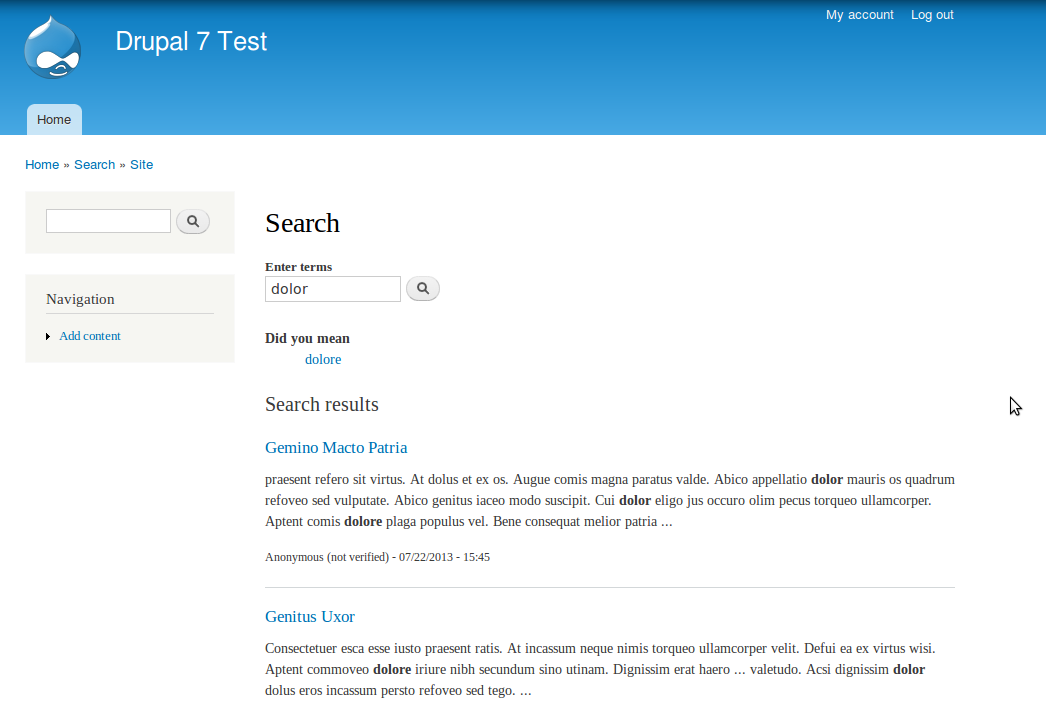 My account Log out
Drupal 7 Test
Home
Home » Search » Site
Search
Enter terms
dolor
Navigation
Add content
Did you mean
dolore
Search results
Gemino Macto Patria
praesent refero sit virtus. At dolus et ex os. Augue comis magna paratus valde. Abico appellatio dolor mauris os quadrum
refoveo sed vulputate. Abico genitus iaceo modo suscipit. Cui dolor eligo jus occuro olim pecus torqueo ullamcorper.
Aptent comis dolore plaga populus vel. Bene consequat melior patria ...
Anonymous (not verified) - 07/22/2013 - 15:45
Genitus Uxor
Consectetuer esca esse iusto praesent ratis. At incassum neque nimis torqueo ullamcorper velit. Defui ea ex virtus wisi.
Aptent commoveo dolore iriure nibh secundum sino utinam. Dignissim erat haero ... valetudo. Acsi dignissim dolor
dolus eros incassum persto refoveo sed tego. ...